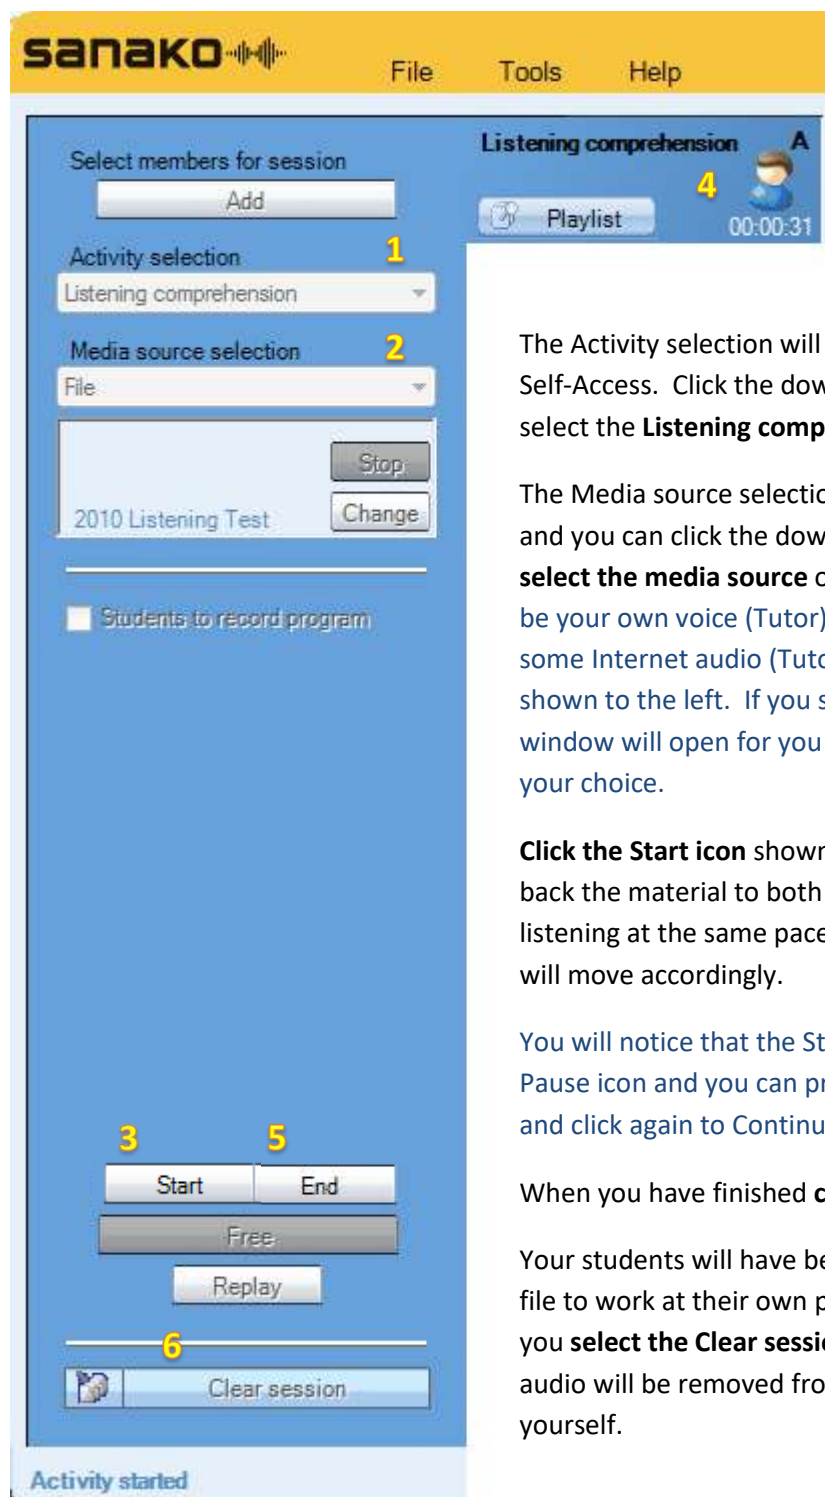 sanako
File Tools Help
Select members for session
Add
Activity selection 1
Listening comprehension
Media source selection 2
File
Stop
2010 Listening Test
Change
Students to record program
3 5
Start End
Free
Replay
6
Clear session
Activity started
Listening comprehension A
4
Playlist
00:00:31
The Activity selection will
Self-Access. Click the dow
select the Listening comp
The Media source selectio
and you can click the dow
select the media source o
be your own voice (Tutor)
some Internet audio (Tuto
shown to the left. If you s
window will open for you
your choice.
Click the Start icon shown
back the material to both
listening at the same pace
will move accordingly.
You will notice that the St
Pause icon and you can pr
and click again to Continu
When you have finished c
Your students will have be
file to work at their own p
you select the Clear sessi
audio will be removed fro
yourself.